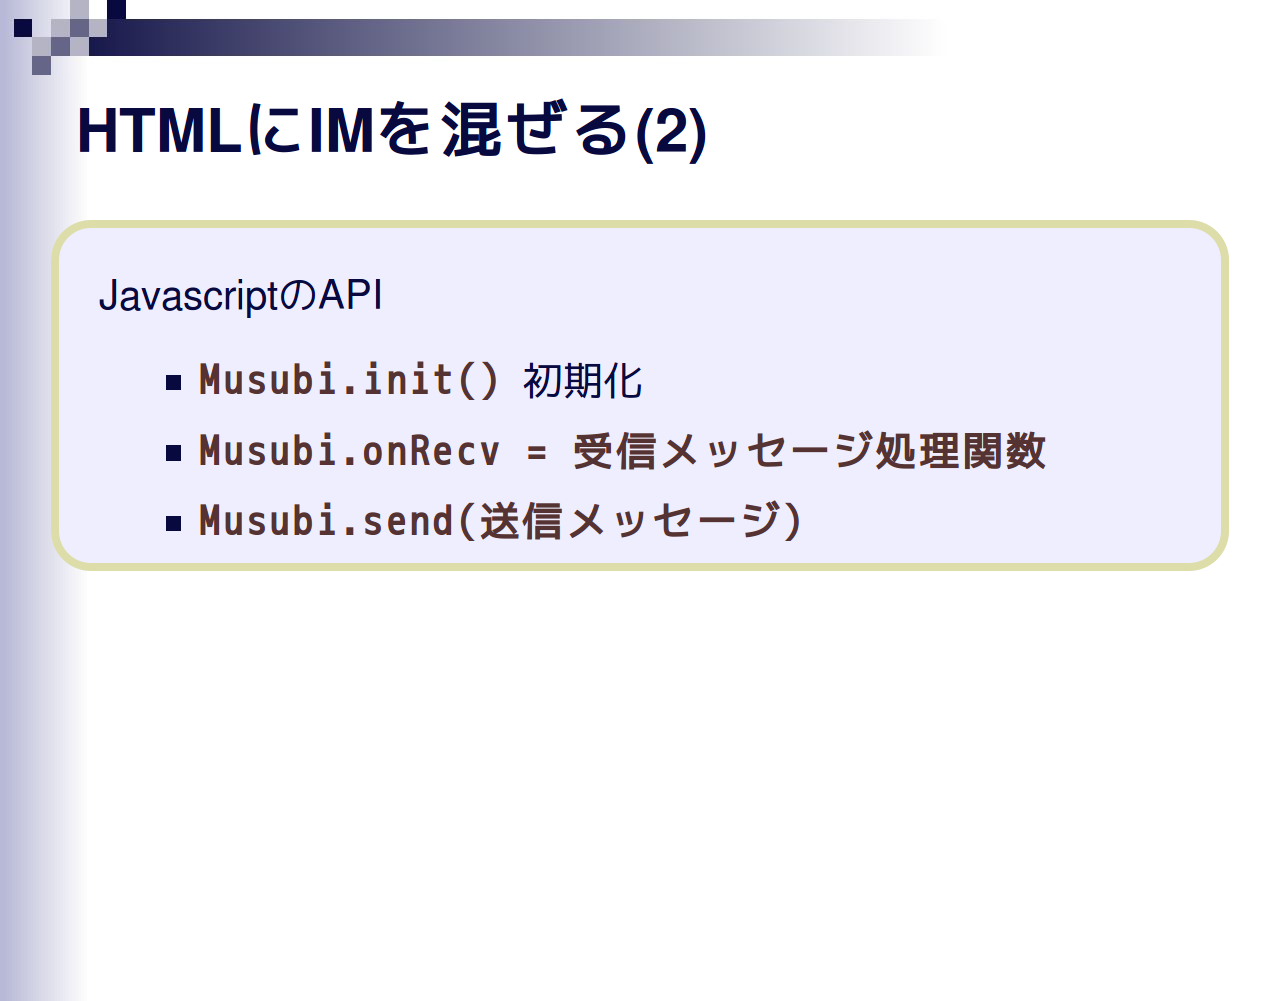 HTMLにIMを混ぜる(2)
JavascriptのAPI
Musubi.init() 初期化
Musubi.onRecv = 受信メッセージ処理関数
Musubi.send(送信メッセージ)